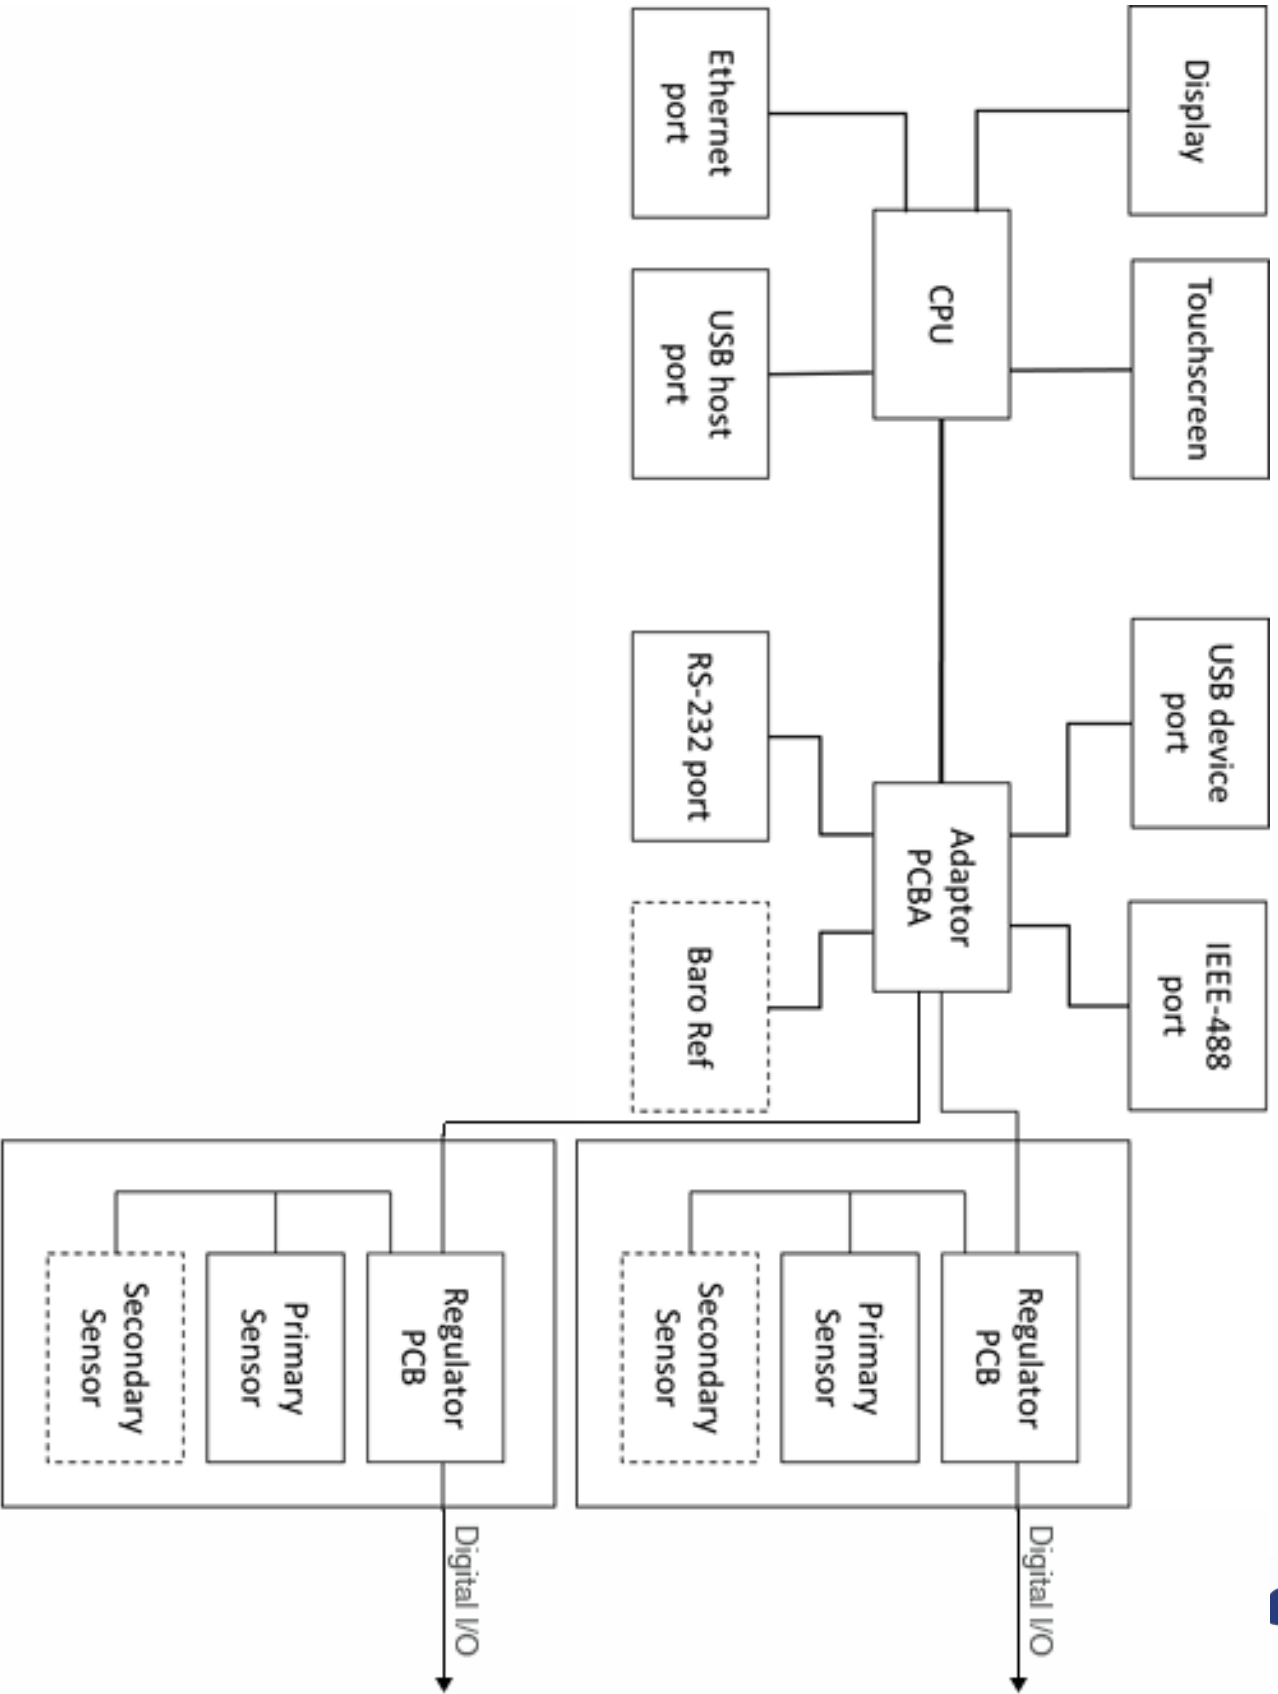 Display
Touchscreen
USB device
port
IEEE-488
port
CPU
Adaptor
PCBA
Ethernet
port
USB host
port
RS-232 port
Baro Ref
Regulator
PCB
Primary
Sensor
Secondary
Sensor
Digital I/O
Regulator
PCB
Primary
Sensor
Secondary
Sensor
Digital I/O